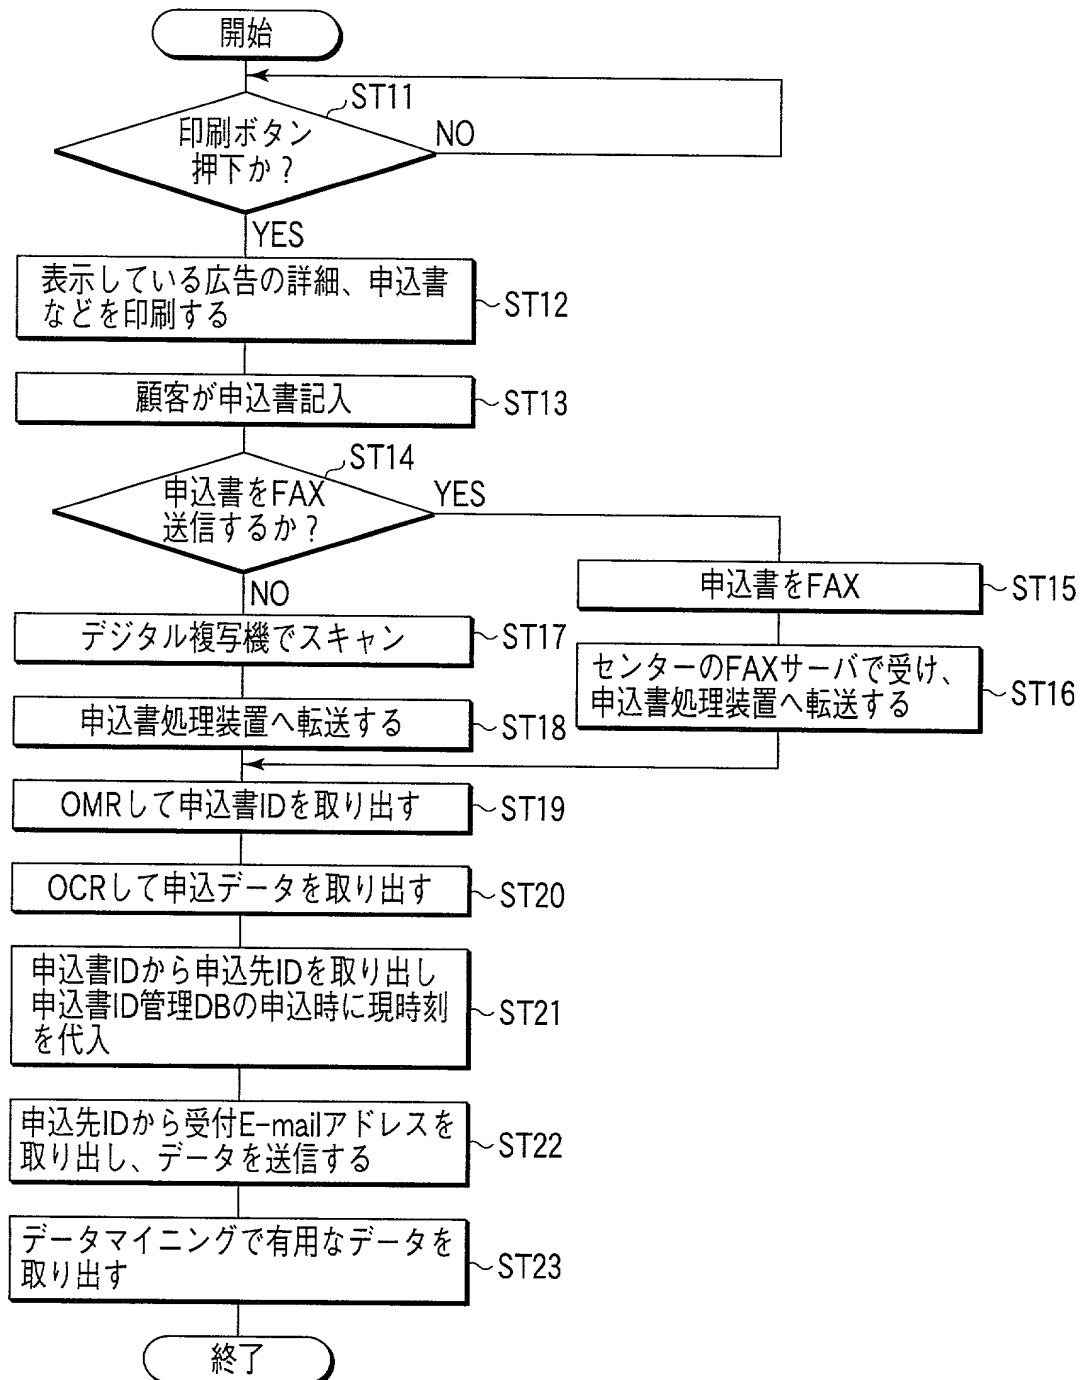 開始
ST11
印刷ボタン
押下か?
NO
YES
表示している広告の詳細、申込書
などを印刷する
ST12
顧客が申込書記入
ST13
ST14
申込書をFAX
送信するか?
YES
NO
申込書をFAX
ST15
センターのFAXサーバで受け、
申込書処理装置へ転送する
ST16
デジタル複写機でスキャン
ST17
申込書処理装置へ転送する
ST18
OMRして申込書IDを取り出す
ST19
OCRして申込データを取り出す
ST20
申込書IDから申込先IDを取り出し
申込書ID管理DBの申込時に現時刻
を代入
ST21
申込先IDから受付E-mailアドレスを
取り出し、データを送信する
ST22
データマイニングで有用なデータを
取り出す
ST23
終了